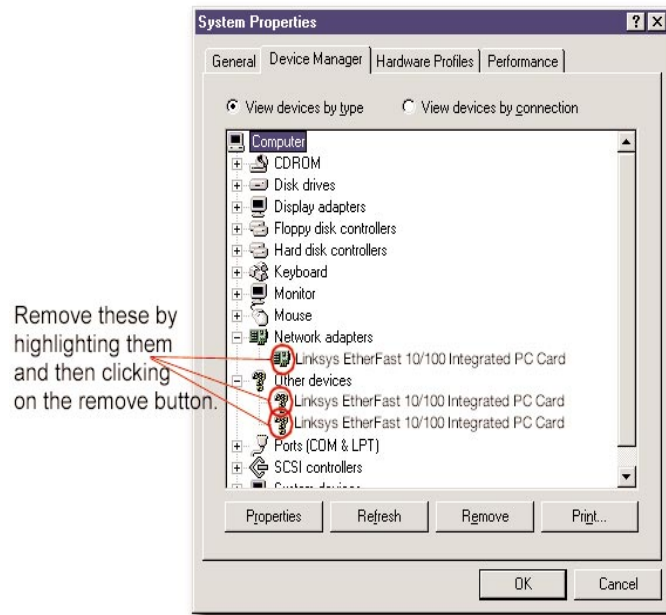 System Properties
General Device Manager Hardware Profiles Performance
View devices by type View devices by connection
Computer
CDROM
Disk drives
Display adapters
Floppy disk controllers
Hard disk controllers
Keyboard
Monitor
Mouse
Network adapters
Linksys EtherFast 10/100 Integrated PC Card
Other devices
Linksys EtherFast 10/100 Integrated PC Card
Linksys EtherFast 10/100 Integrated PC Card
Ports (COM & LPT)
SCSI controllers
System devices
Properties Refresh Remove Print...
OK Cancel
Remove these by
highlighting them
and then clicking
on the remove button.